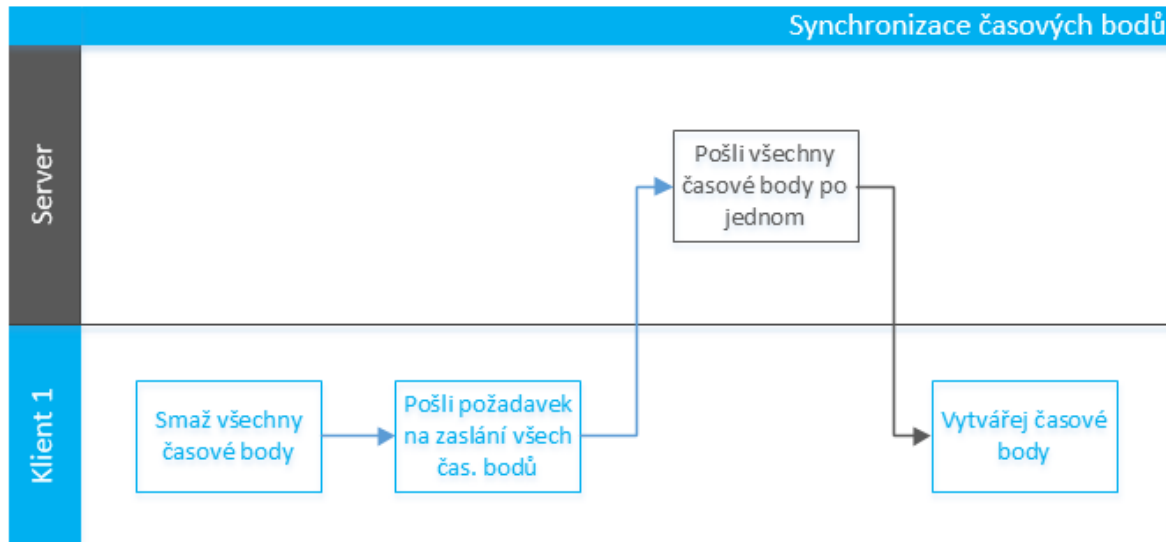 Synchronizace časových bodů
Server
Pošli všechny
časové body po
jednom
Klient 1
Smaž všechny
časové body
Pošli požadavek
na zaslání všech
čas. bodů
Vytvářej časové
body